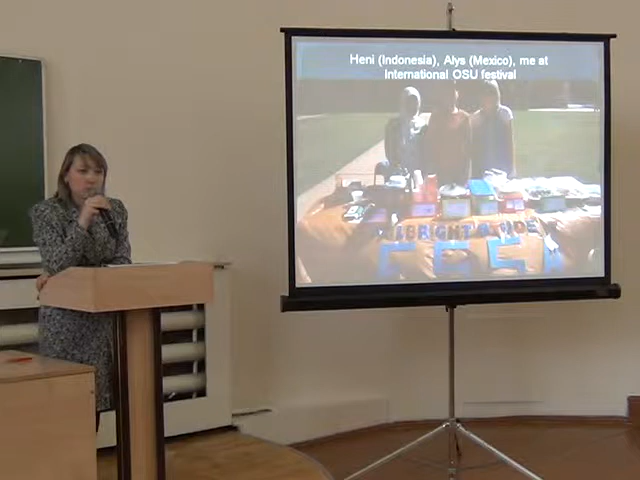 Heni (Indonesia), Alys (Mexico), me at
International OSU festival